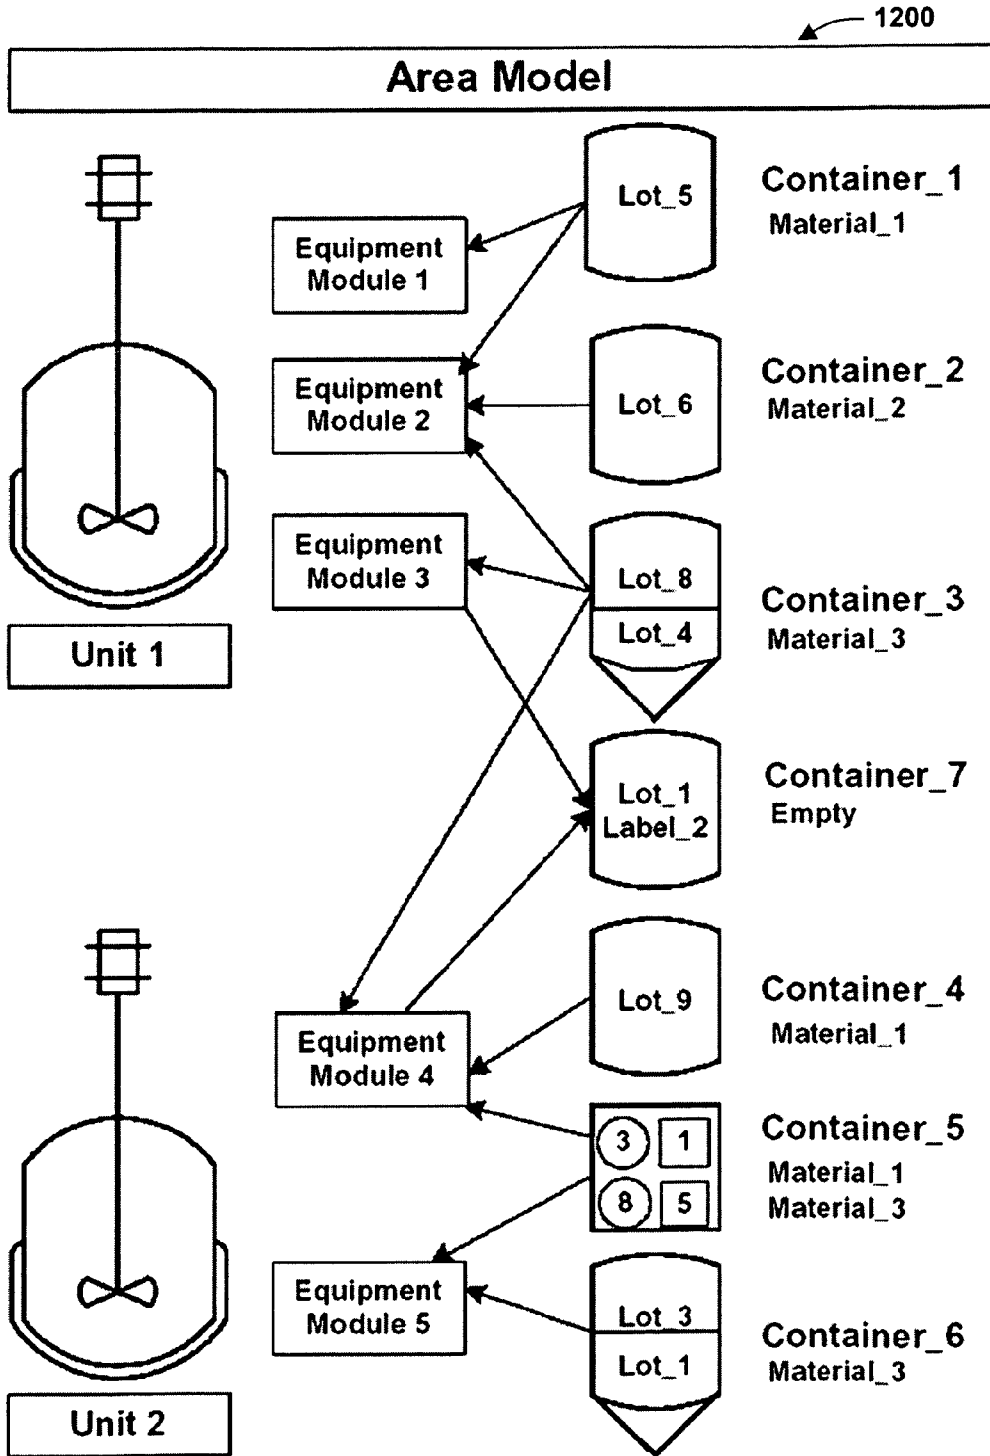 1200
Area Model
Lot_5
Container_1
Material_1
Equipment
Module 1
Equipment
Module 2
Lot_6
Container_2
Material_2
Equipment
Module 3
Lot_8
Lot_4
Container_3
Material_3
Unit 1
Lot_1
Label_2
Container_7
Empty
Lot_9
Container_4
Material_1
Equipment
Module 4
3 1
8 5
Container_5
Material_1
Material_3
Equipment
Module 5
Lot_3
Lot_1
Container_6
Material_3
Unit 2